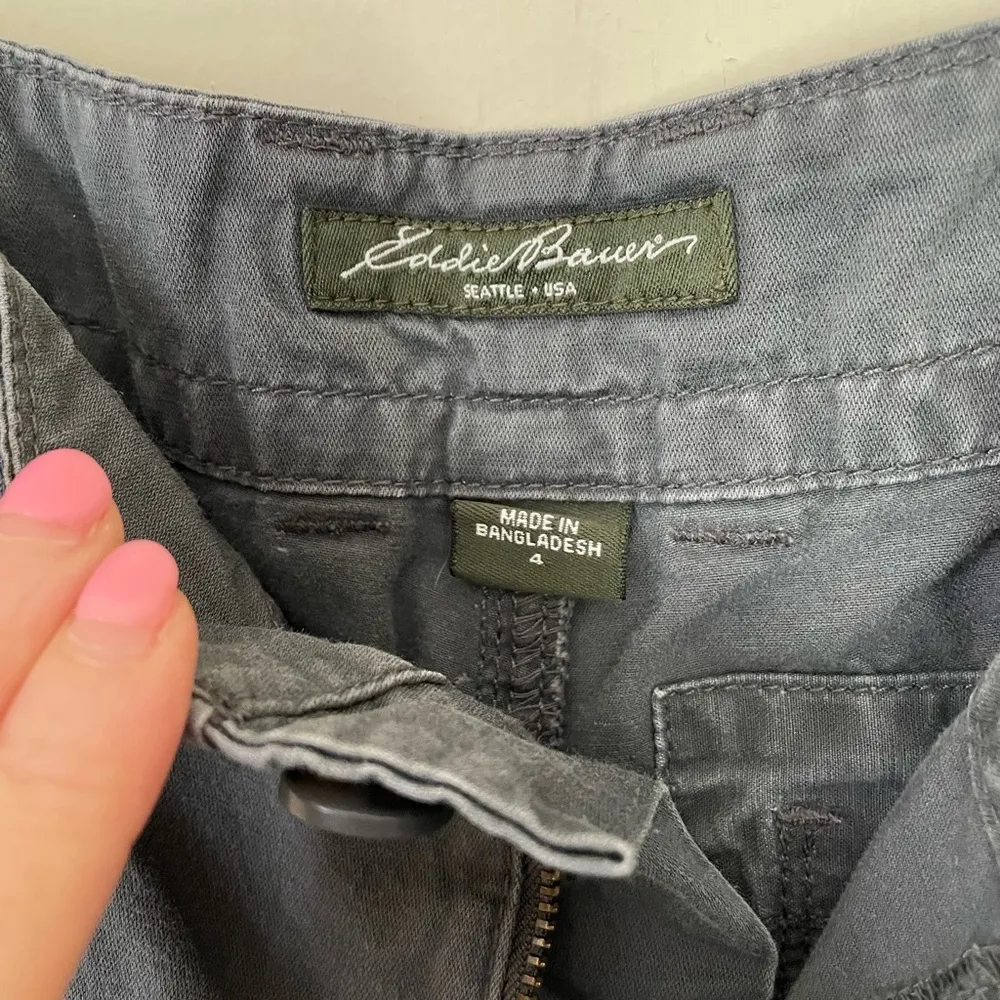 Eddie Bauer®
SEATTLE • USA
MADE IN
BANGLADESH
4